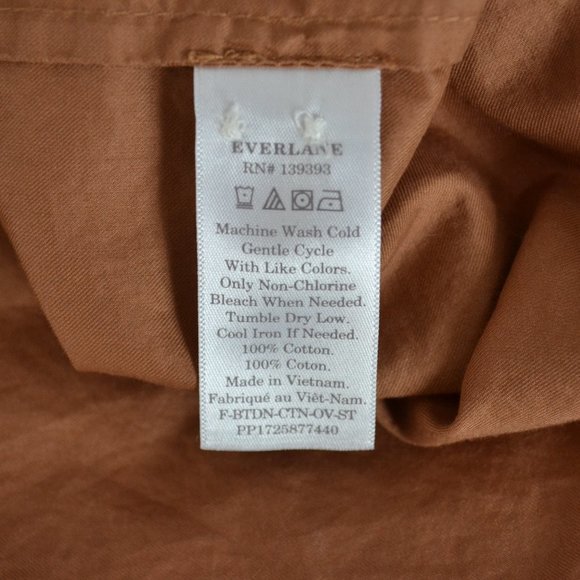 EVERLANE
RN# 139393
Machine Wash Cold
Gentle Cycle
With Like Colors.
Only Non-Chlorine
Bleach When Needed.
Tumble Dry Low.
Cool Iron If Needed.
100% Cotton.
100% Coton.
Made in Vietnam.
Fabriqué au Việt-Nam.
F-BTDN-CTN-OV-ST
PP1725877440